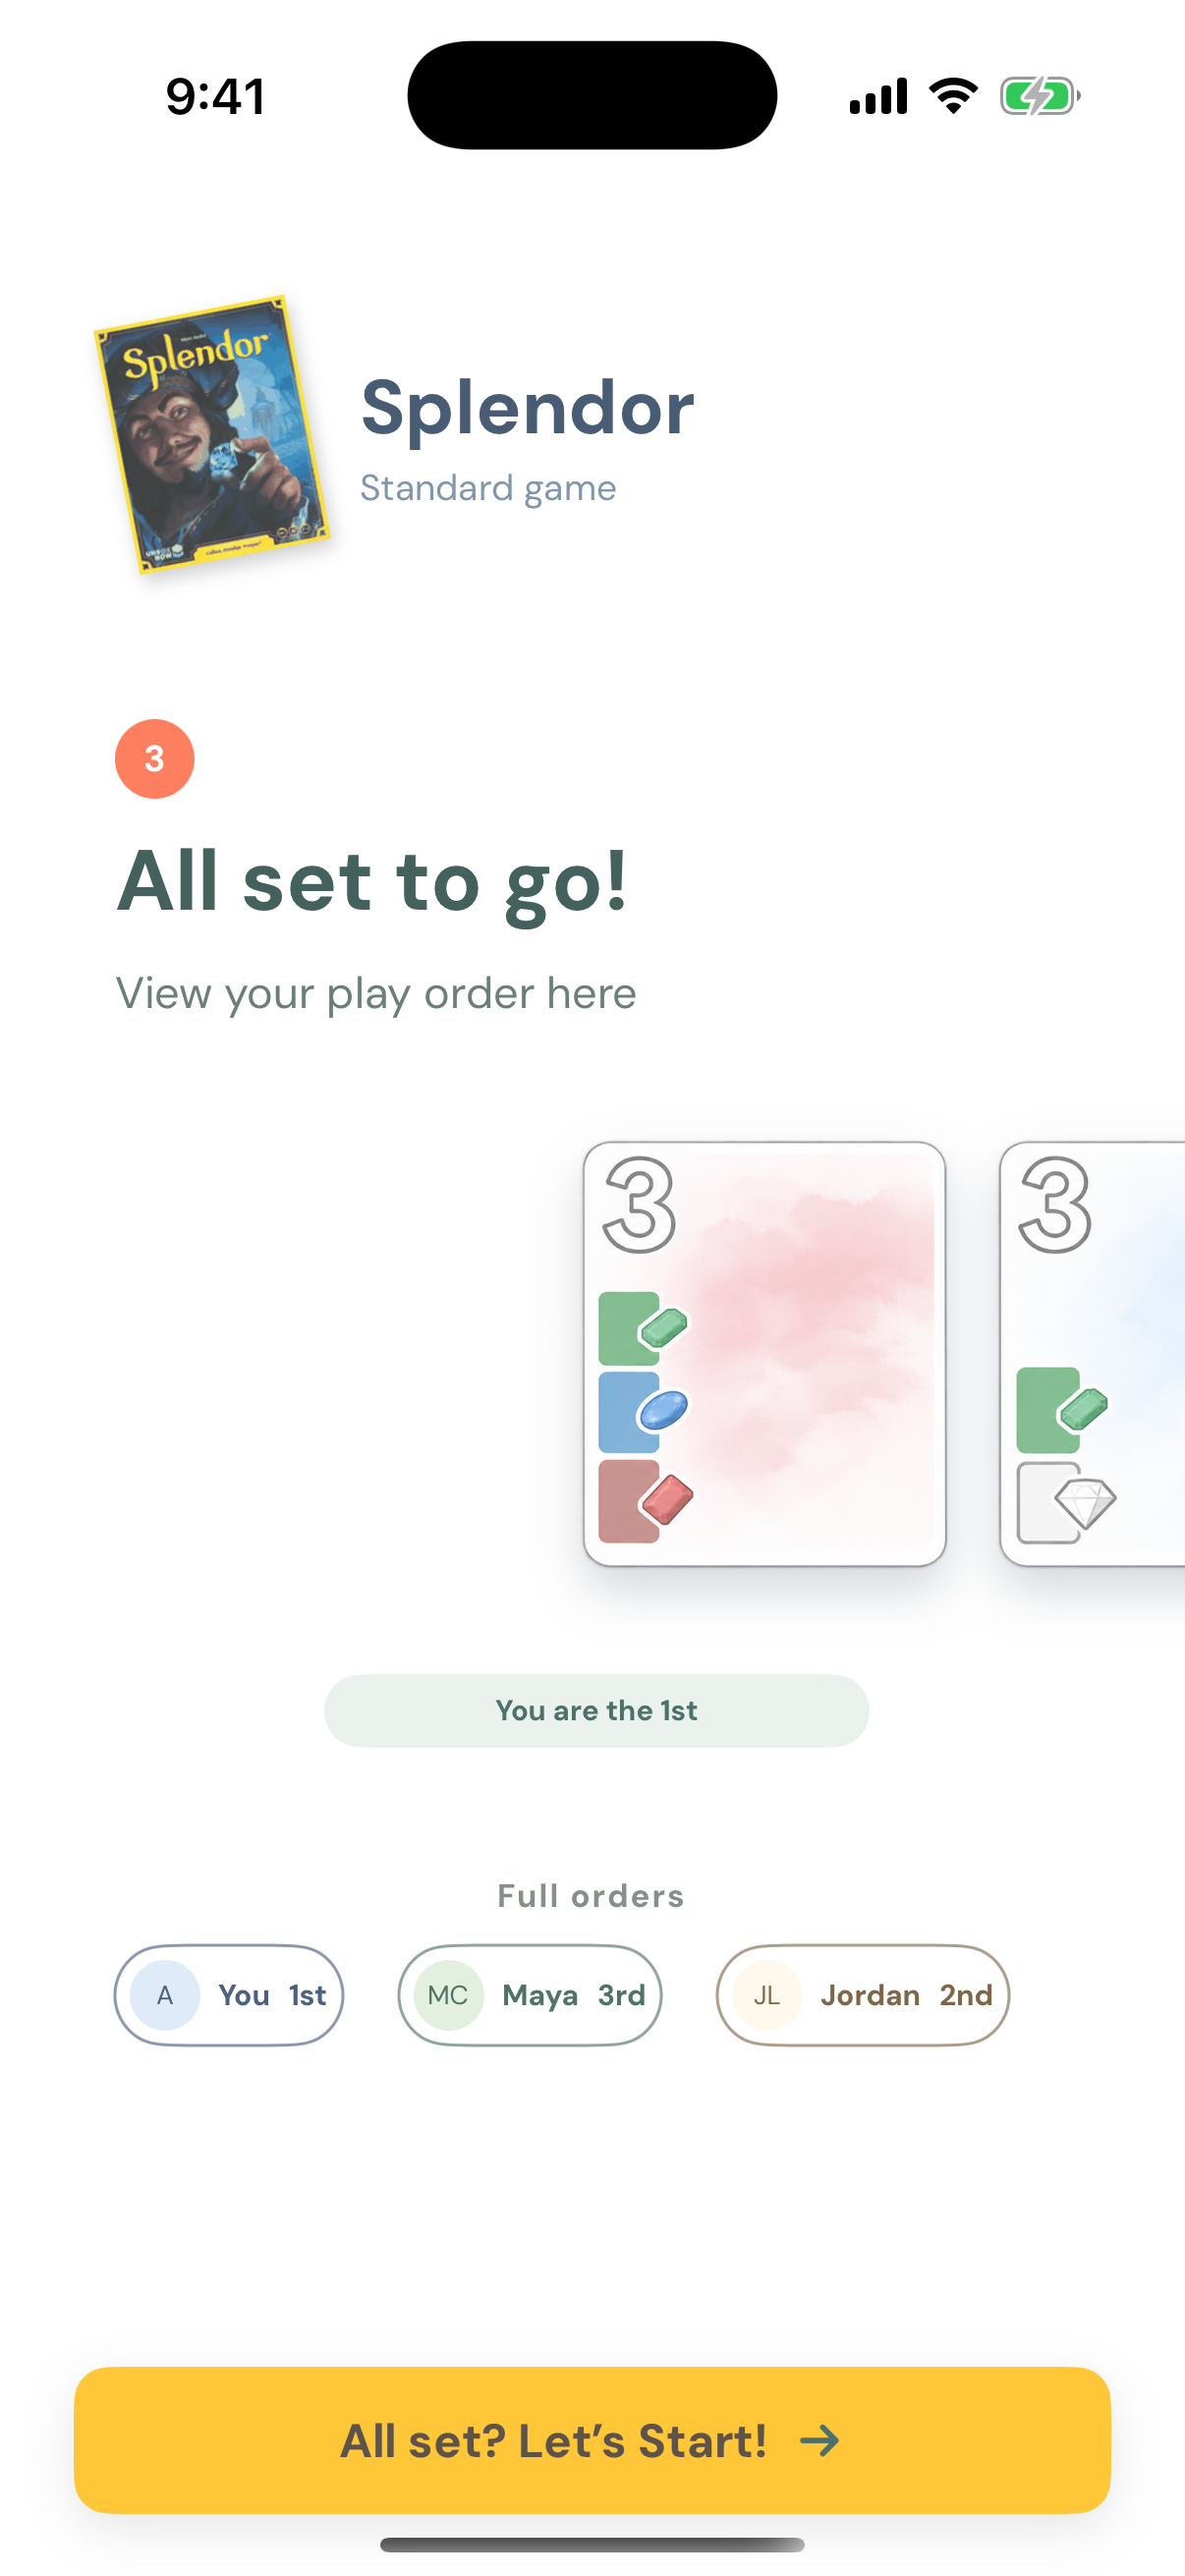 9:41
Splendor
Splendor
Standard game
3
All set to go!
View your play order here
3
3
You are the 1st
Full orders
A You 1st
MC Maya 3rd
JL Jordan 2nd
All set? Let’s Start!